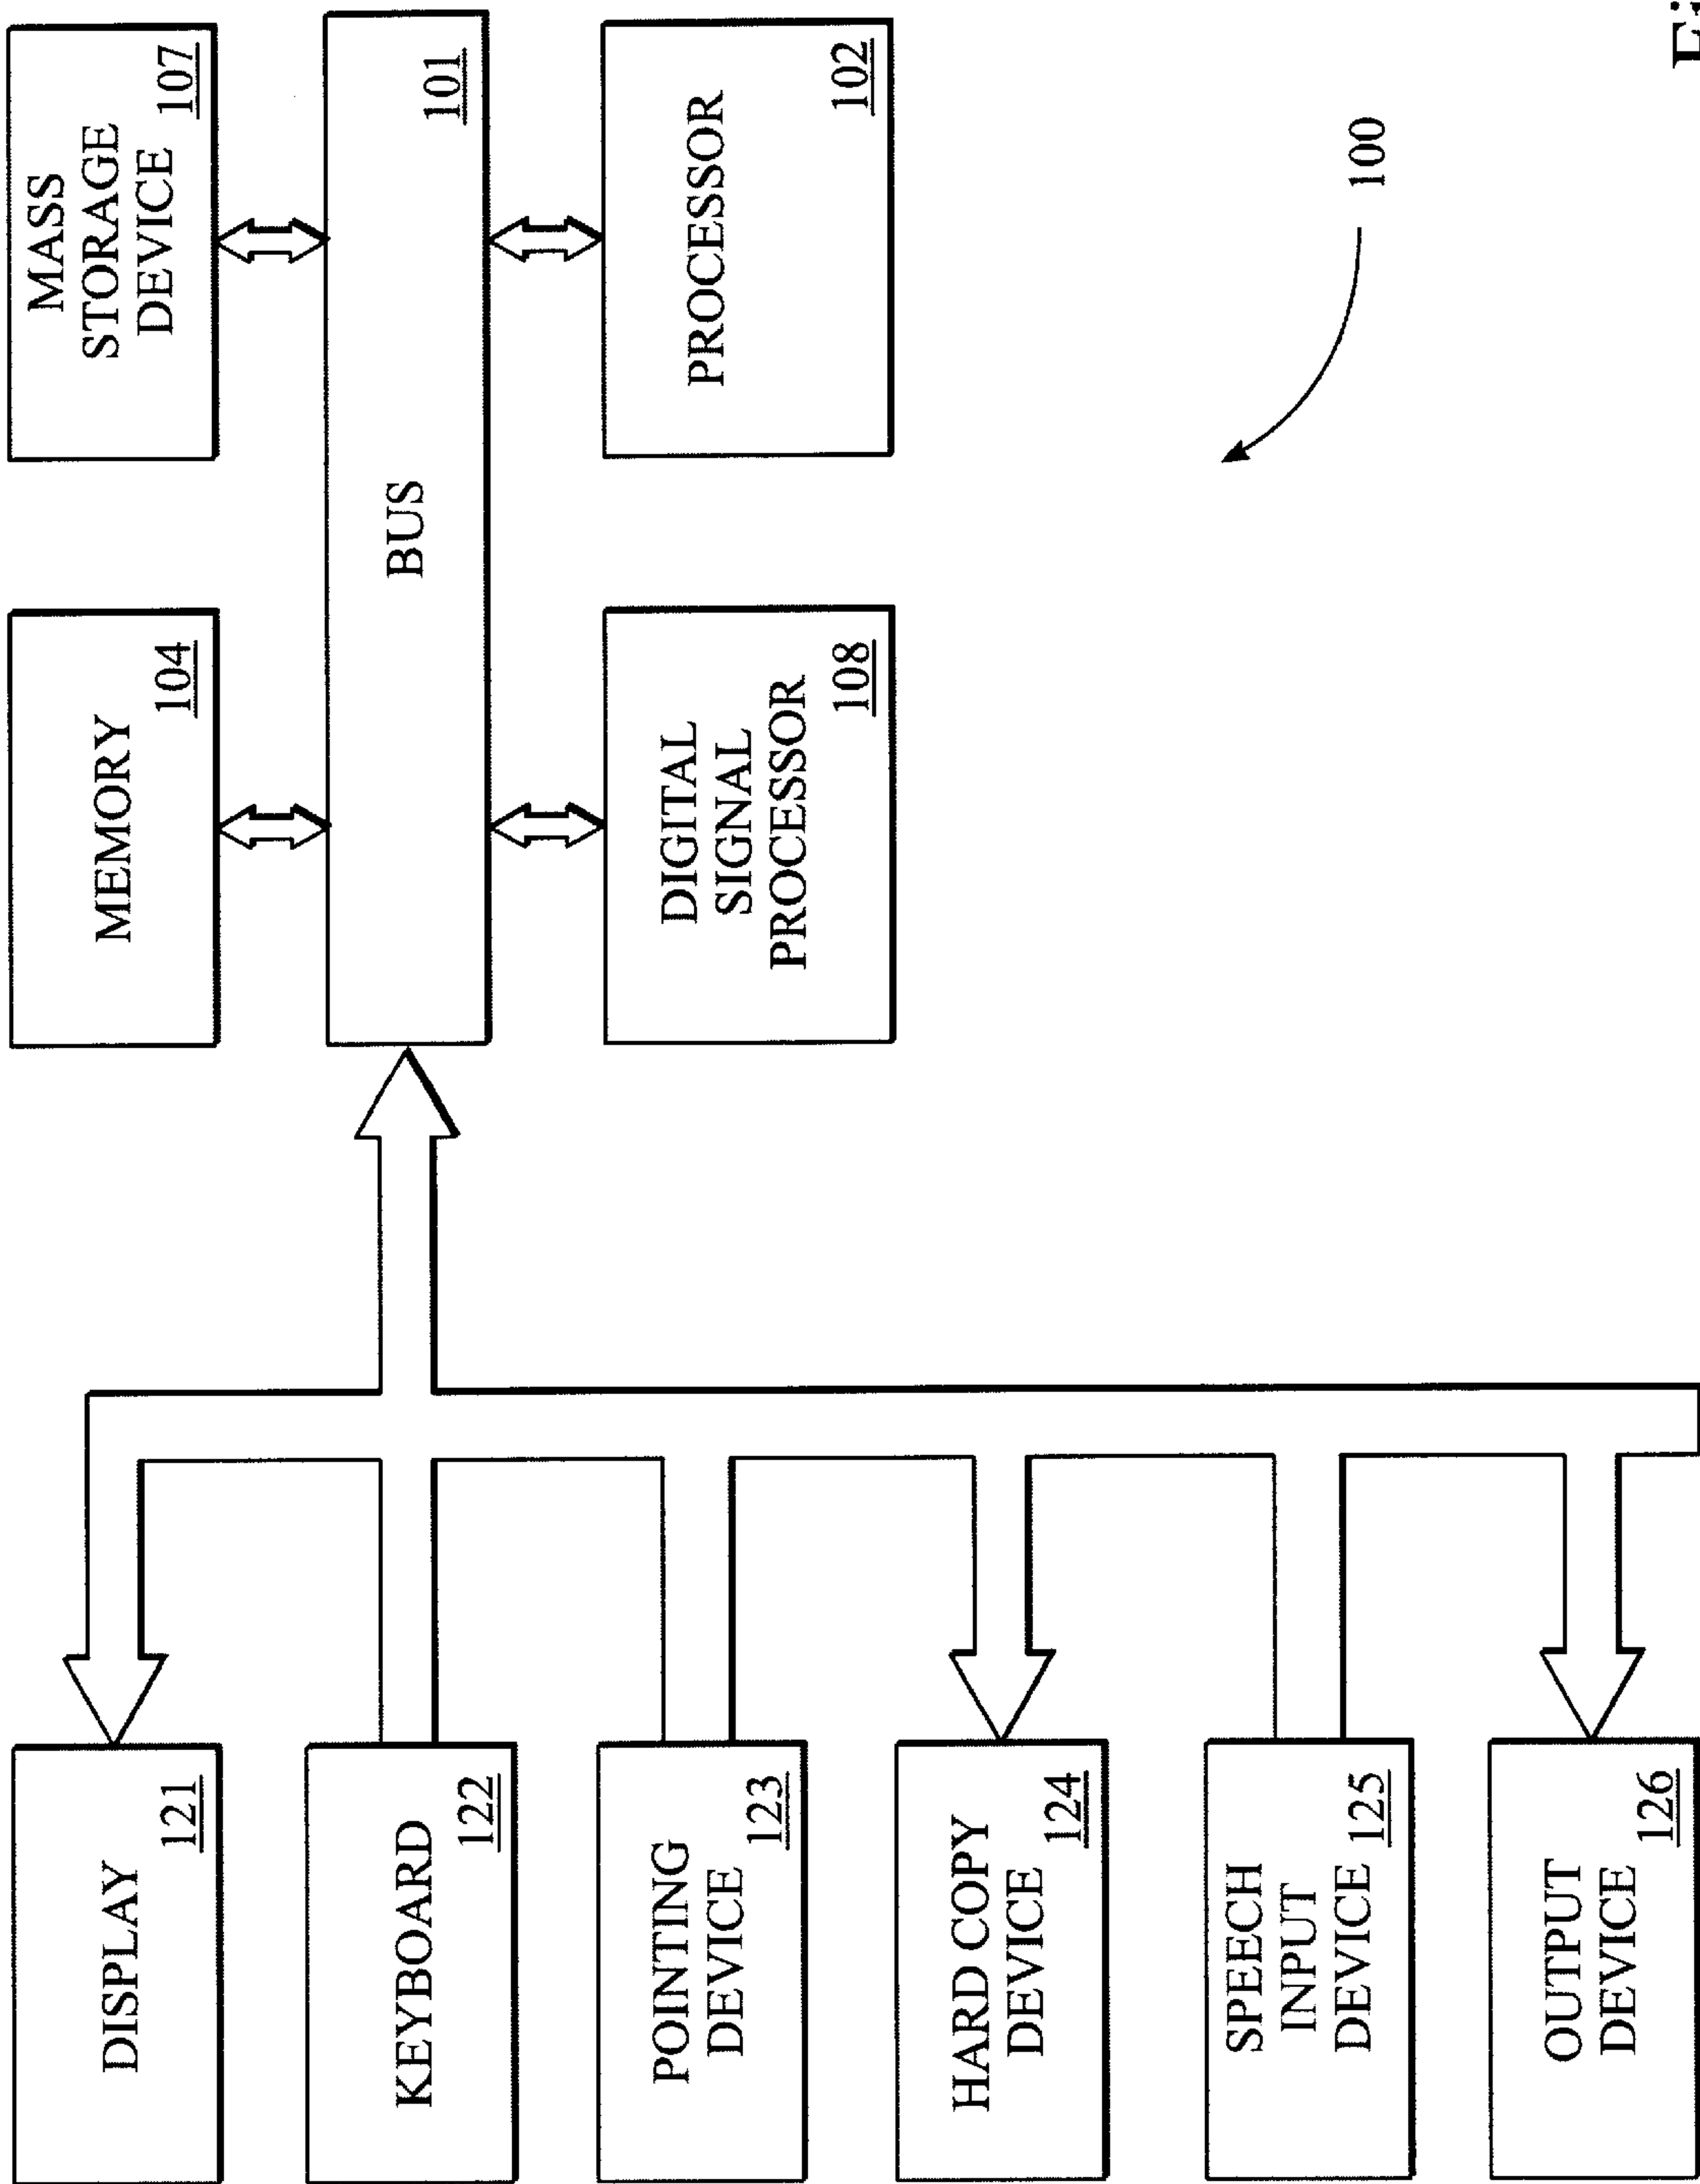 DISPLAY
121
KEYBOARD
122
POINTING
DEVICE
123
HARD COPY
DEVICE
124
SPEECH
INPUT
DEVICE 125
OUTPUT
DEVICE
126
MEMORY
104
MASS
STORAGE
DEVICE
107
BUS
101
DIGITAL
SIGNAL
PROCESSOR
108
PROCESSOR
102
100